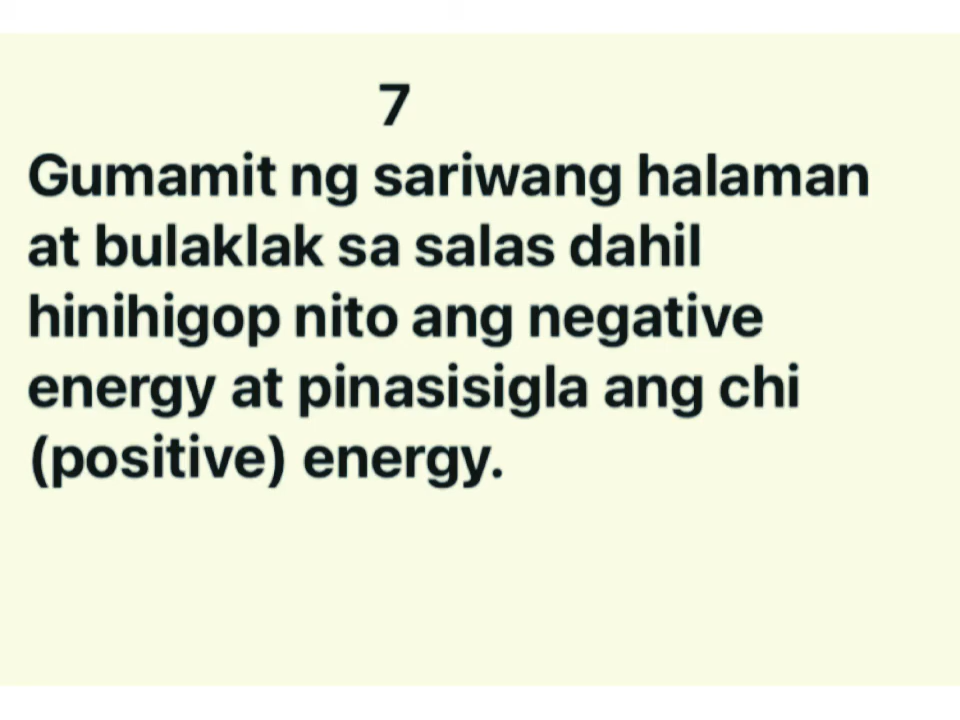 7
Gumamit ng sariwang halaman
at bulaklak sa salas dahil
hinihigop nito ang negative
energy at pinasisigla ang chi
(positive) energy.